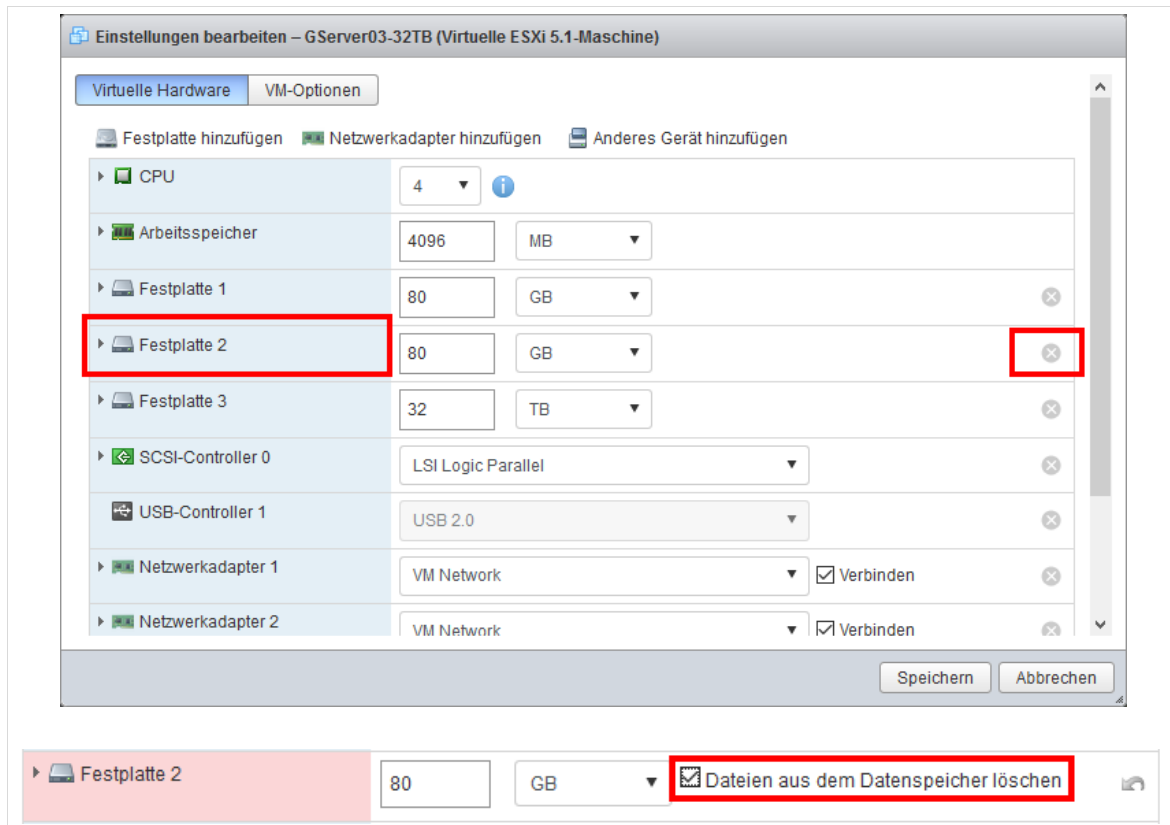 Einstellungen bearbeiten – GServer03-32TB (Virtuelle ESXi 5.1-Maschine)
Virtuelle Hardware VM-Optionen
Festplatte hinzufügen Netzwerkadapter hinzufügen Anderes Gerät hinzufügen
CPU 4
Arbeitsspeicher 4096 MB
Festplatte 1 80 GB
Festplatte 2 80 GB
Festplatte 3 32 TB
SCSI-Controller 0 LSI Logic Parallel
USB-Controller 1 USB 2.0
Netzwerkadapter 1 VM Network Verbinden
Netzwerkadapter 2 VM Network Verbinden
Speichern Abbrechen
Festplatte 2 80 GB Dateien aus dem Datenspeicher löschen